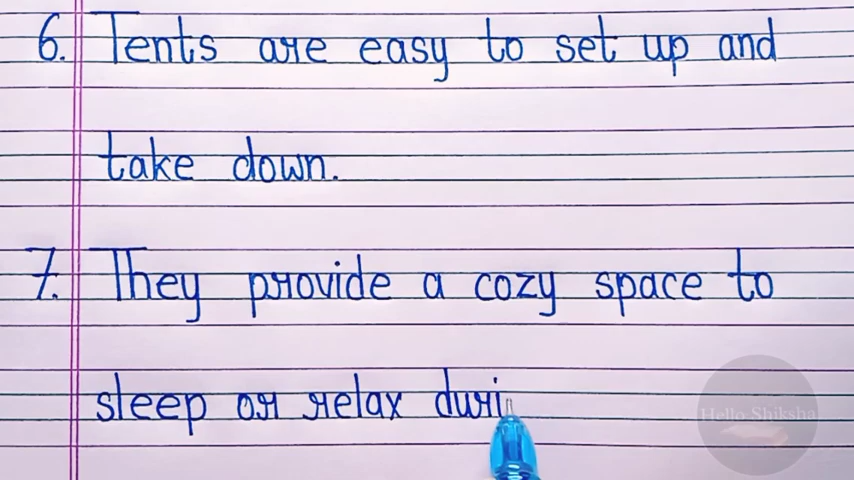 6. Tents are easy to set up and
take down.
7. They provide a cozy space to
sleep or relax duri
Hello Shiksha